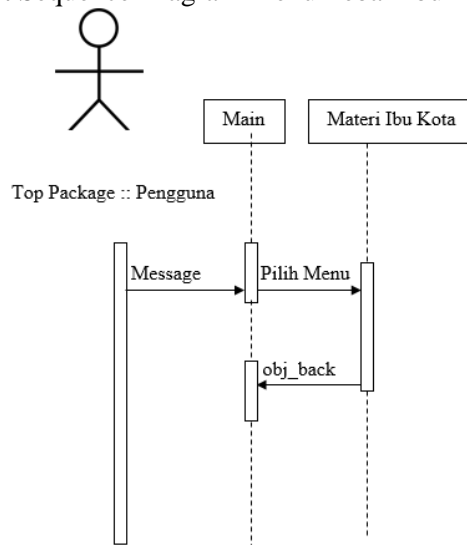 Main
Materi Ibu Kota
Top Package :: Pengguna
Message
Pilih Menu
obj_back